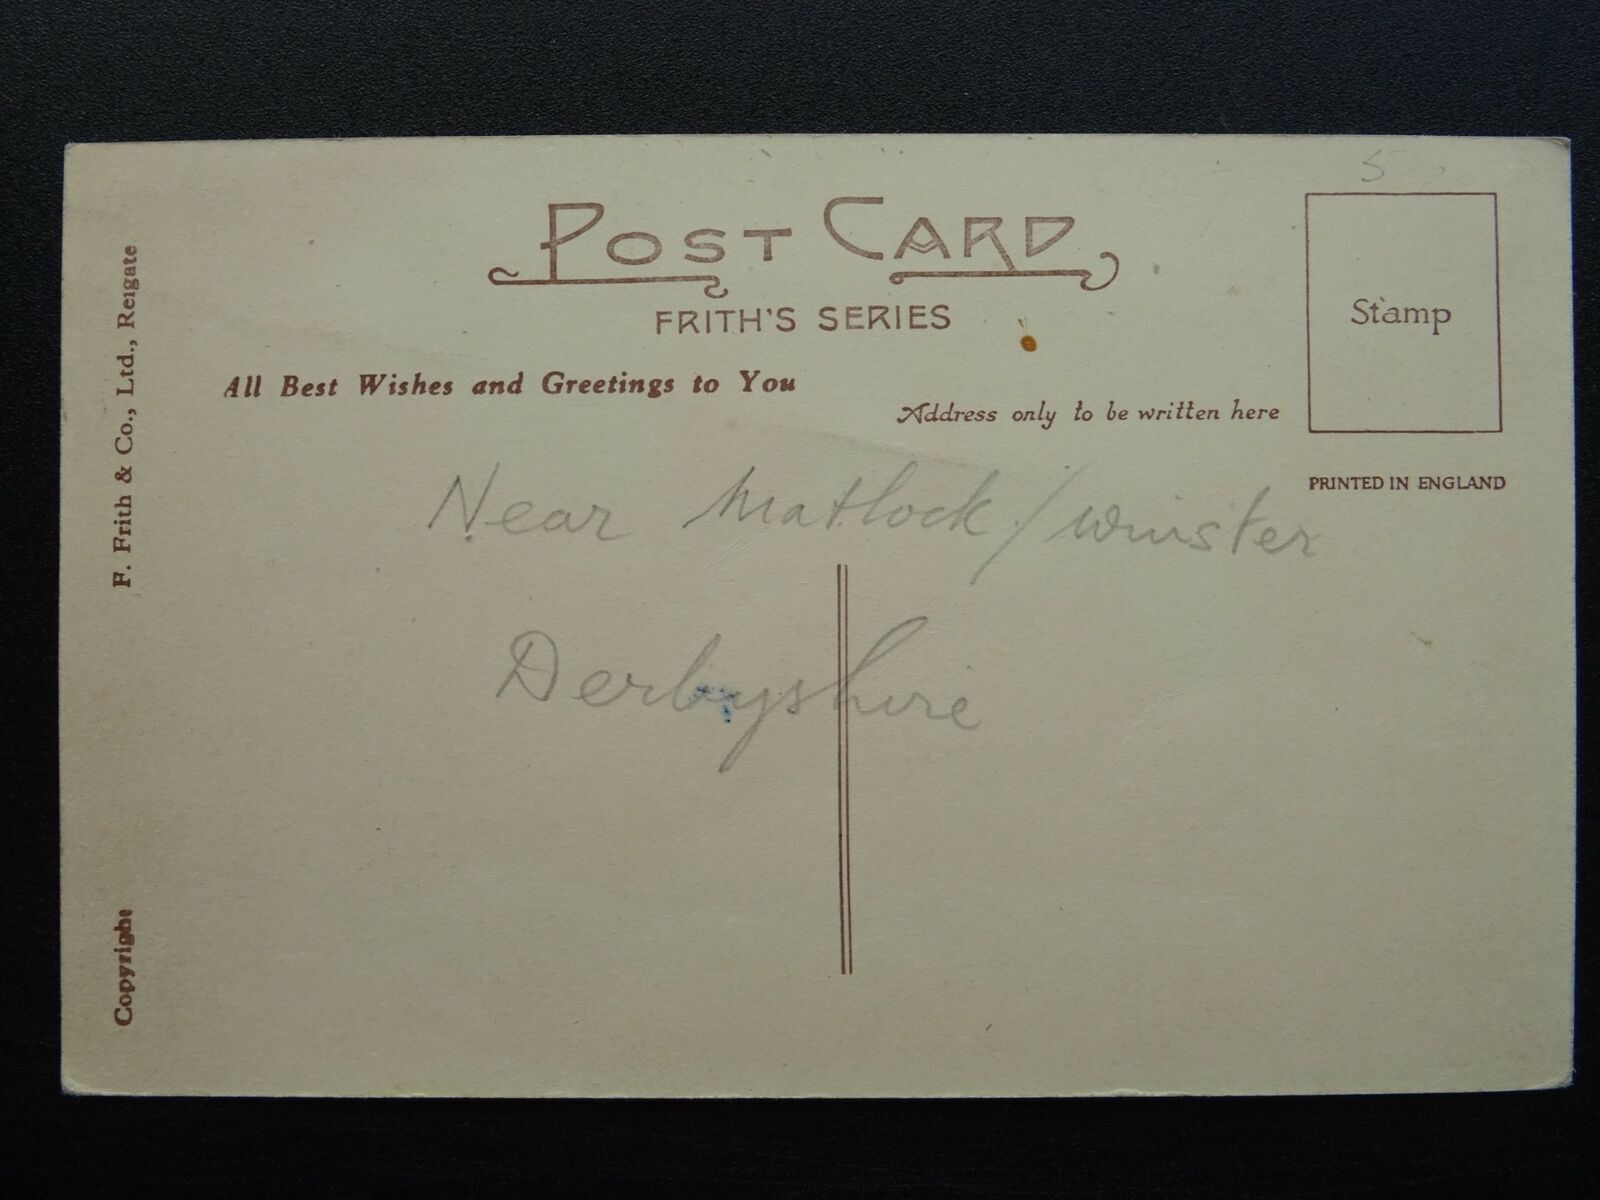 5
POST CARD
FRITH'S SERIES
Stamp
All Best Wishes and Greetings to You
Address only to be written here
PRINTED IN ENGLAND
Near Matlock / Winster
Derbyshire
F. Frith & Co., Ltd., Reigate
Copyright